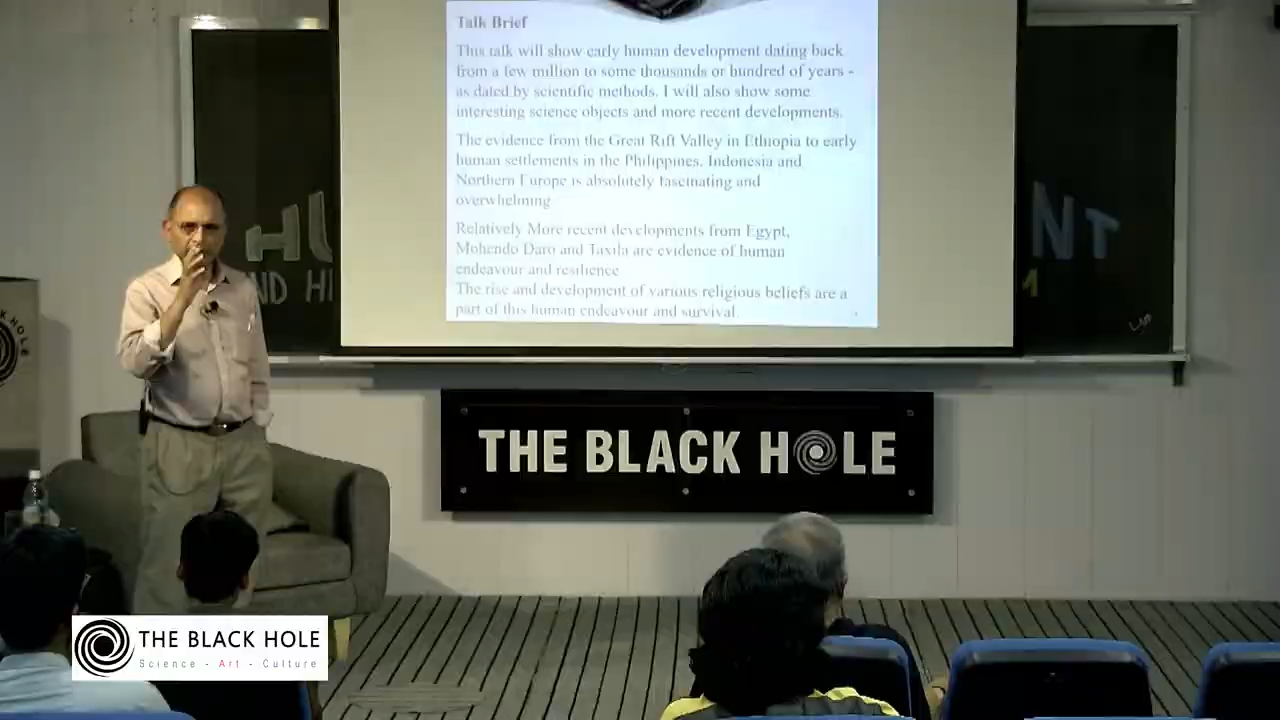 Talk Brief
This talk will show early human development dating back
from a few million to some thousands or hundred of years -
as dated by scientific methods. I will also show some
interesting science objects and more recent developments.
The evidence from the Great Rift Valley in Ethiopia to early
human settlements in the Philippines, Indonesia and
Northern Europe is absolutely fascinating and
overwhelming
Relatively More recent developments from Egypt,
Mohendo Daro and Taxila are evidence of human
endeavour and resilience
The rise and development of various religious beliefs are a
part of this human endeavour and survival
HU
NT
ND HI
K HOLE
THE BLACK HOLE
THE BLACK HOLE
Science - Art - Culture